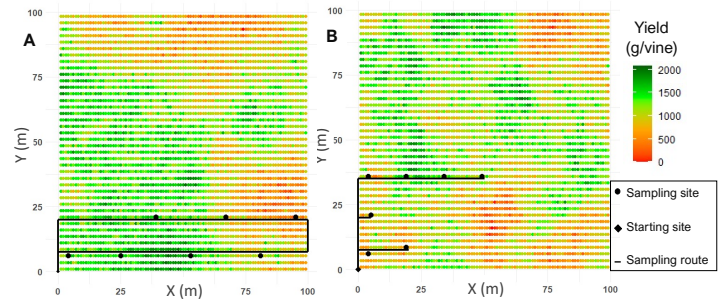 A
B
Yield
(g/vine)
2000
1500
1000
500
0
Y (m)
100
75
50
25
0
0
25
50
75
100
X (m)
Y (m)
100
75
50
25
0
0
25
50
75
100
X (m)
Sampling site
Starting site
Sampling route